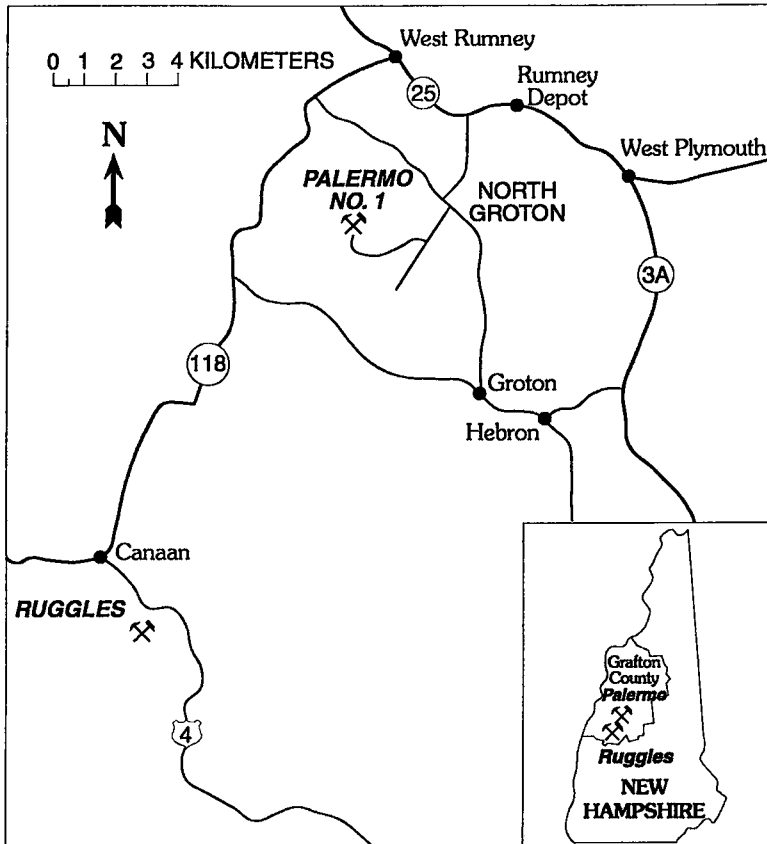 West Rumney
0 1 2 3 4 KILOMETERS
25
Rumney
Depot
N
West Plymouth
PALERMO
NO. 1
NORTH
GROTON
3A
118
Groton
Hebron
Canaan
RUGGLES
4
Grafton
County
Palermo
Ruggles
NEW
HAMPSHIRE